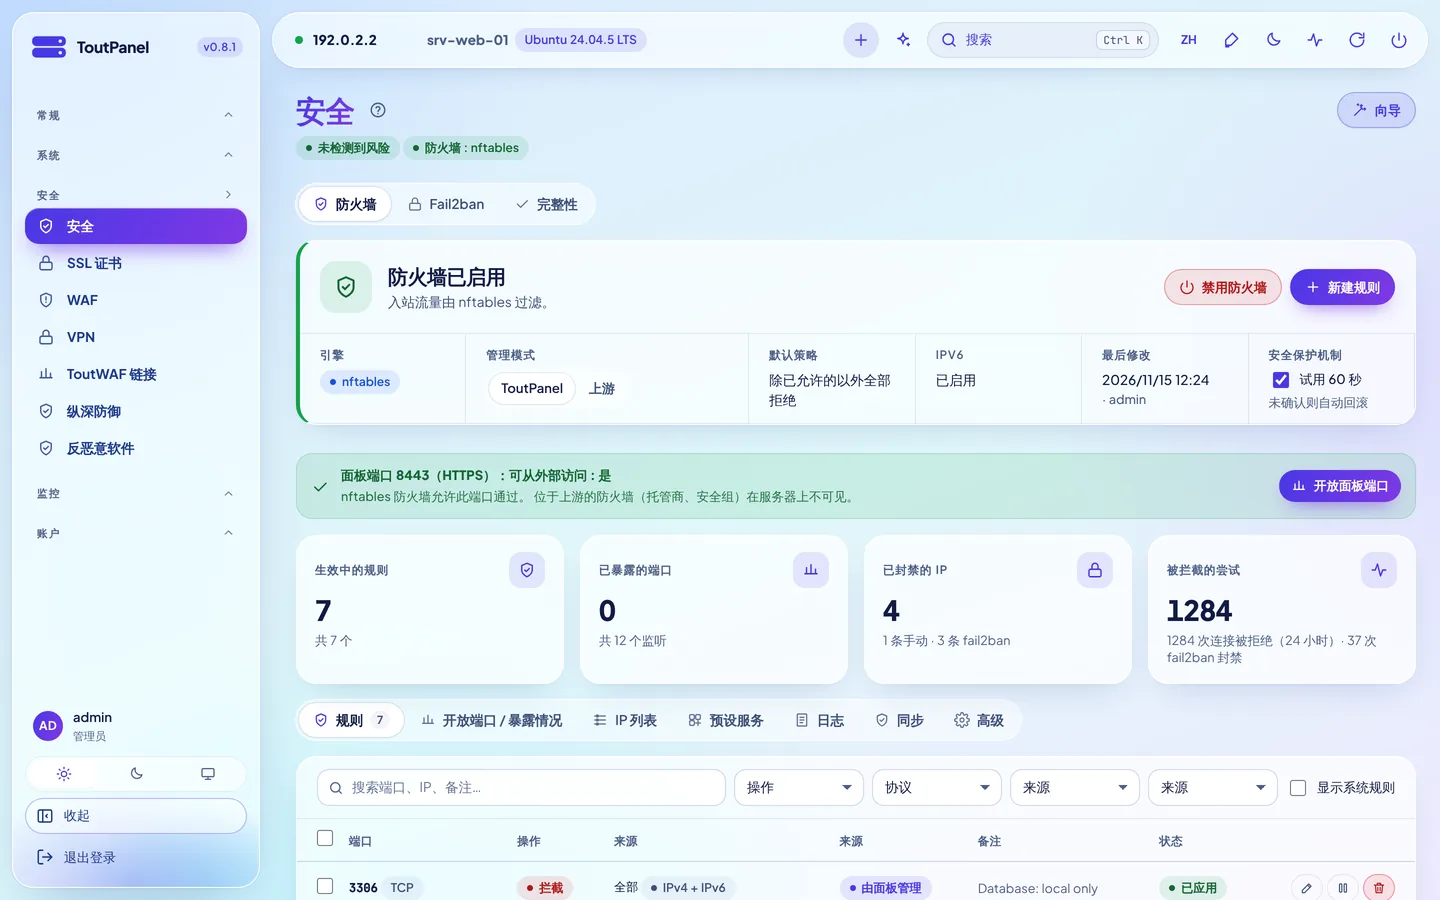 ToutPanel
v0.8.1
192.0.2.2
srv-web-01
Ubuntu 24.04.5 LTS
搜索
Ctrl K
ZH
常规
系统
安全
安全
SSL 证书
WAF
VPN
ToutWAF 链接
纵深防御
反恶意软件
监控
账户
AD
admin
管理员
收起
退出登录
安全
向导
未检测到风险
防火墙 : nftables
防火墙
Fail2ban
完整性
防火墙已启用
入站流量由 nftables 过滤。
禁用防火墙
新建规则
引擎
nftables
管理模式
ToutPanel
上游
默认策略
除已允许的以外全部
拒绝
IPV6
已启用
最后修改
2026/11/15 12:24
· admin
安全保护机制
试用 60 秒
未确认则自动回滚
面板端口 8443（HTTPS）：可从外部访问 : 是
nftables 防火墙允许此端口通过。 位于上游的防火墙（托管商、安全组）在服务器上不可见。
开放面板端口
生效中的规则
7
共 7 个
已暴露的端口
0
共 12 个监听
已封禁的 IP
4
1 条手动 · 3 条 fail2ban
被拦截的尝试
1284
1284 次连接被拒绝（24 小时）· 37 次
fail2ban 封禁
规则
7
开放端口 / 暴露情况
IP 列表
预设服务
日志
同步
高级
搜索端口、IP、备注...
操作
协议
来源
来源
显示系统规则
端口
操作
来源
来源
备注
状态
3306
TCP
拦截
全部
IPv4 + IPv6
由面板管理
Database: local only
已应用